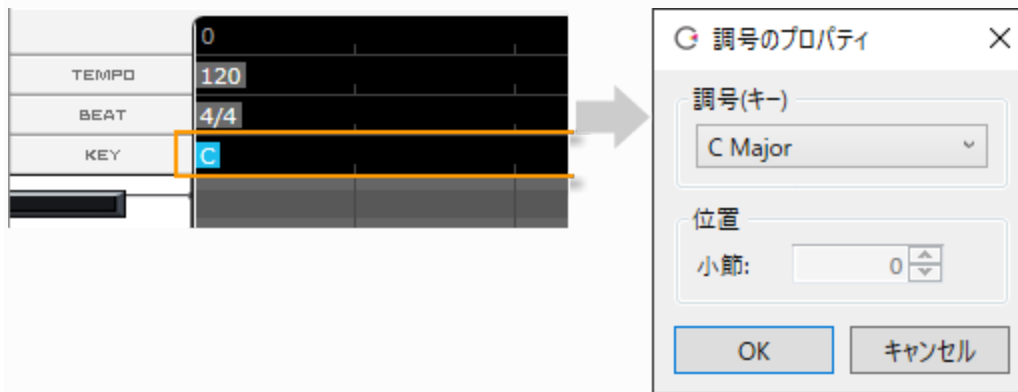 0
TEMPO 120
BEAT 4/4
KEY C
調号のプロパティ
調号(キー)
C Major
位置
小節: 0
OK キャンセル